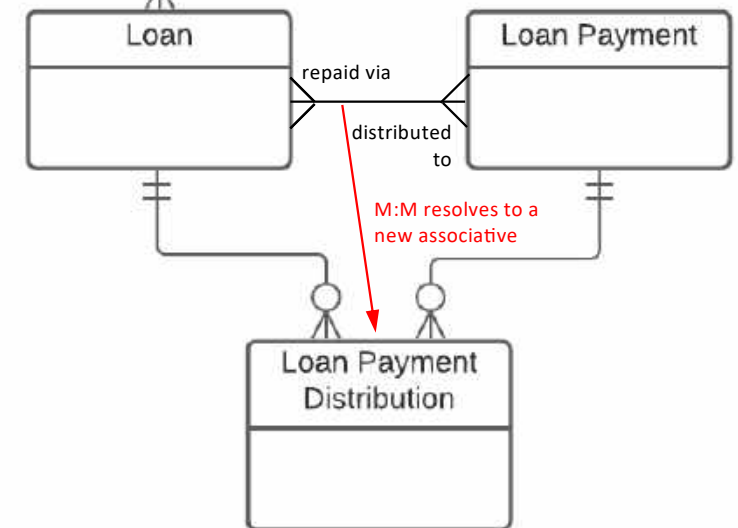 Loan
Loan Payment
repaid via
distributed
to
M:M resolves to a
new associative
Loan Payment
Distribution